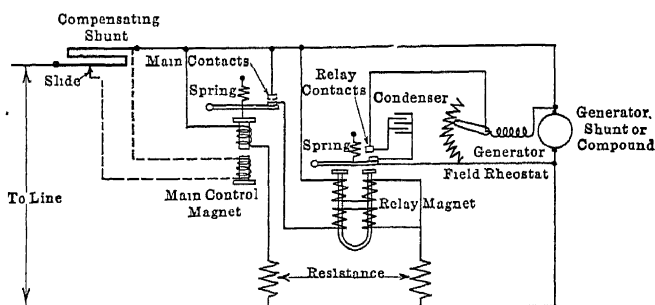 Compensating
Shunt
Main Contacts
Slide
Spring
Relay
Contacts
Condenser
Spring
Generator,
Shunt or
Compound
Generator
Field Rheostat
To Line
Main Control
Magnet
Relay Magnet
Resistance